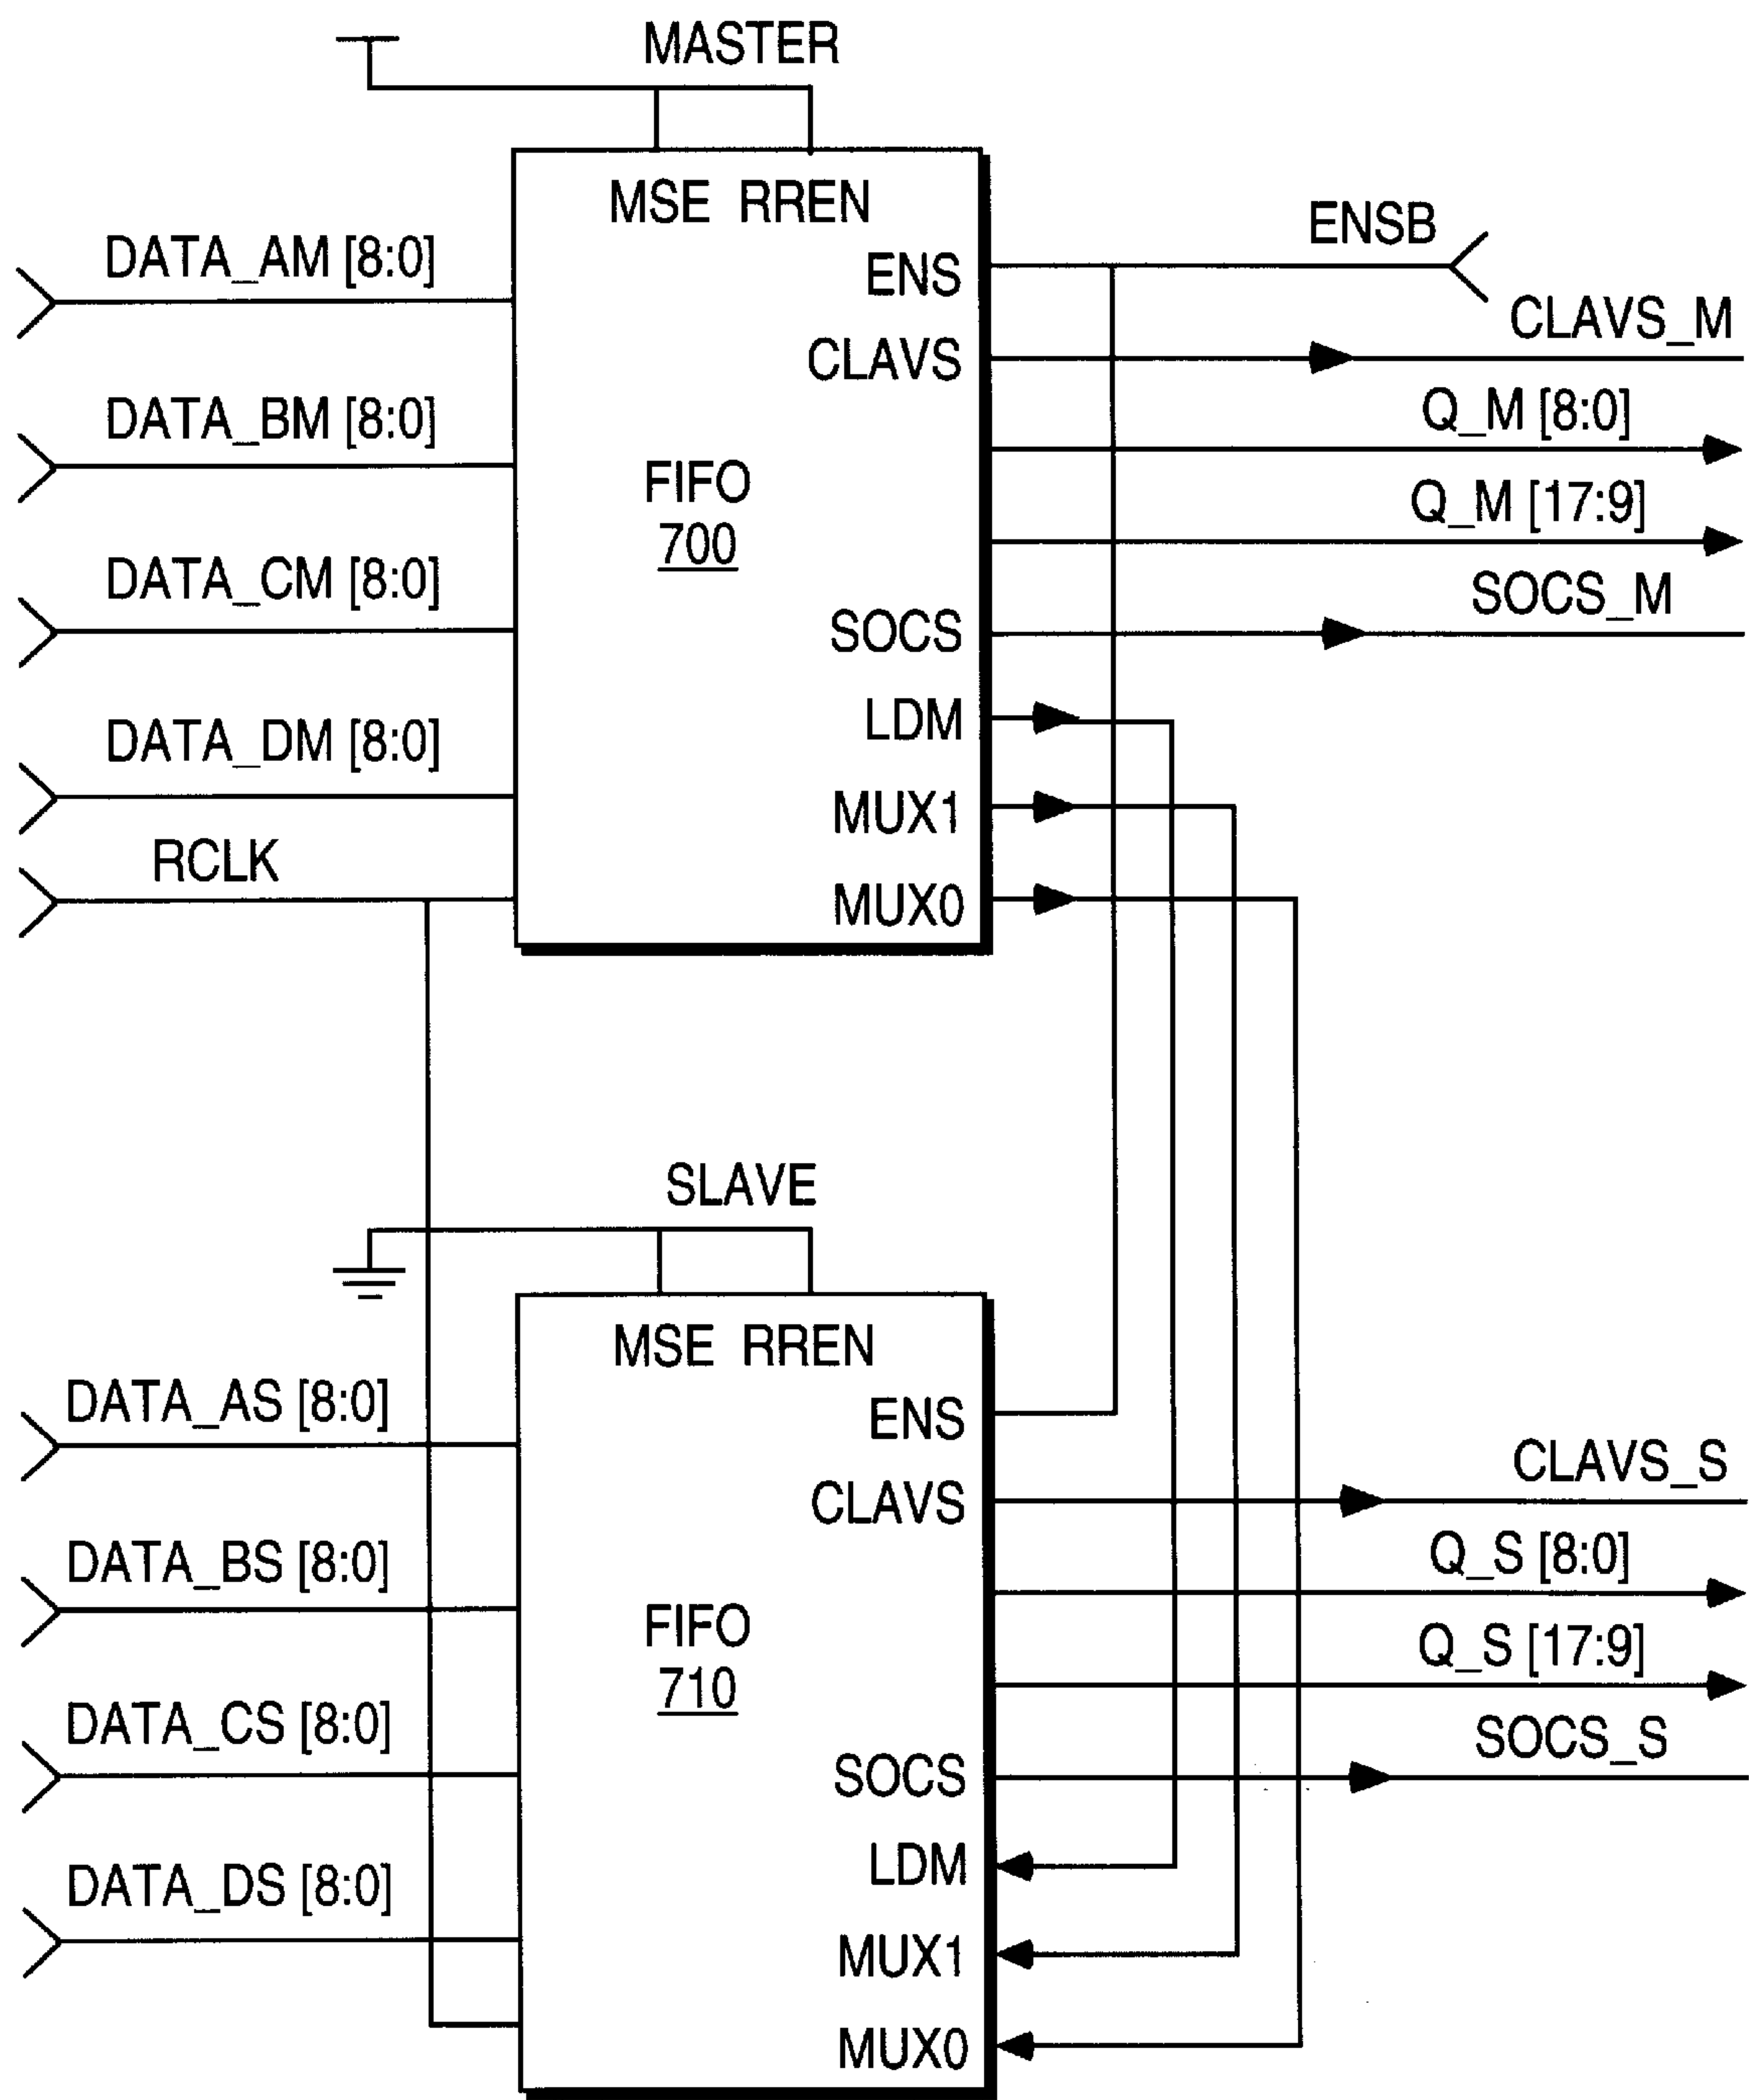 MASTER
MSE RREN
ENSB
DATA_AM [8:0]
ENS
CLAVS_M
CLAVS
DATA_BM [8:0]
Q_M [8:0]
FIFO
700
Q_M [17:9]
DATA_CM [8:0]
SOCS_M
SOCS
LDM
DATA_DM [8:0]
MUX1
RCLK
MUX0
SLAVE
MSE RREN
DATA_AS [8:0]
ENS
CLAVS_S
CLAVS
DATA_BS [8:0]
Q_S [8:0]
FIFO
710
Q_S [17:9]
DATA_CS [8:0]
SOCS_S
SOCS
LDM
DATA_DS [8:0]
MUX1
MUX0